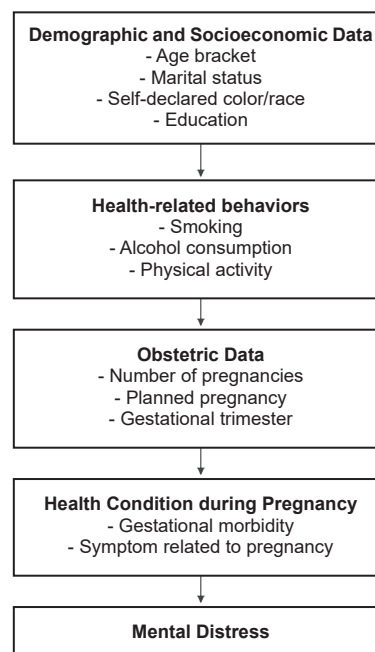 Demographic and Socioeconomic Data
- Age bracket
- Marital status
- Self-declared color/race
- Education
Health-related behaviors
- Smoking
- Alcohol consumption
- Physical activity
Obstetric Data
- Number of pregnancies
- Planned pregnancy
- Gestational trimester
Health Condition during Pregnancy
- Gestational morbidity
- Symptom related to pregnancy
Mental Distress